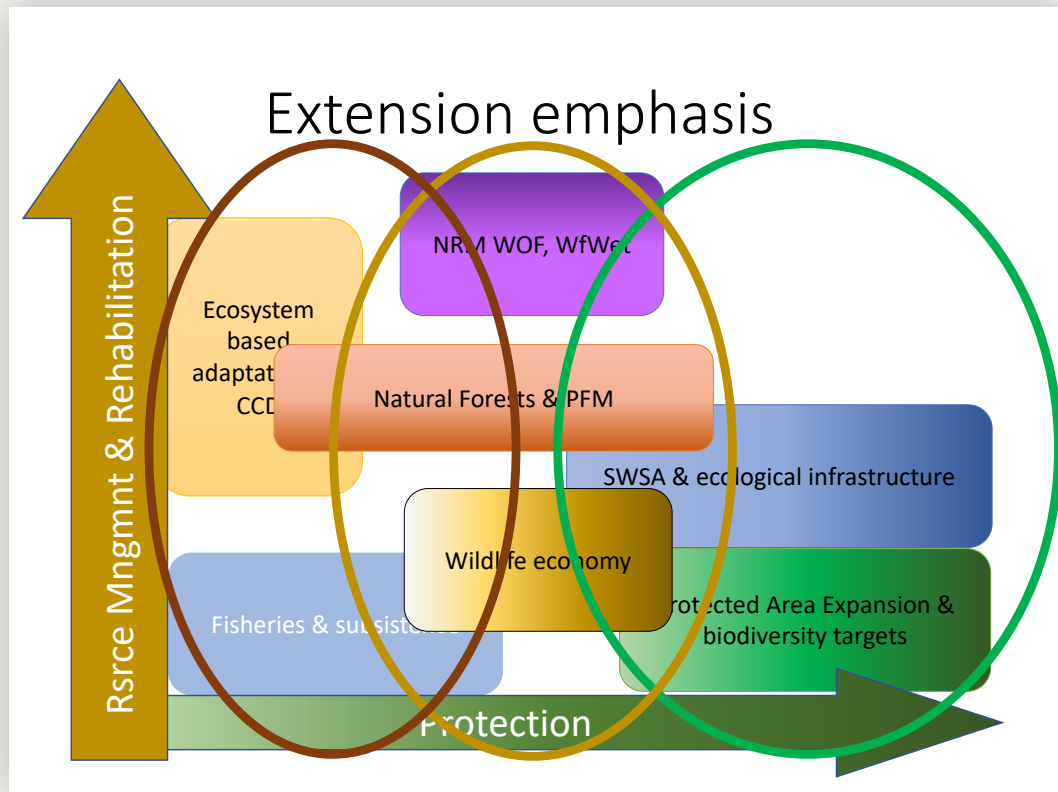 Extension emphasis
Rsrce Mngmnt & Rehabilitation
NRM WOF, WfWet
Ecosystem
based
CCD
Natural Forests & PFM
SWSA & ecological infrastructure
Wildlife economy
Fisheries & subsistence
Protected Area Expansion &
biodiversity targets
Protection